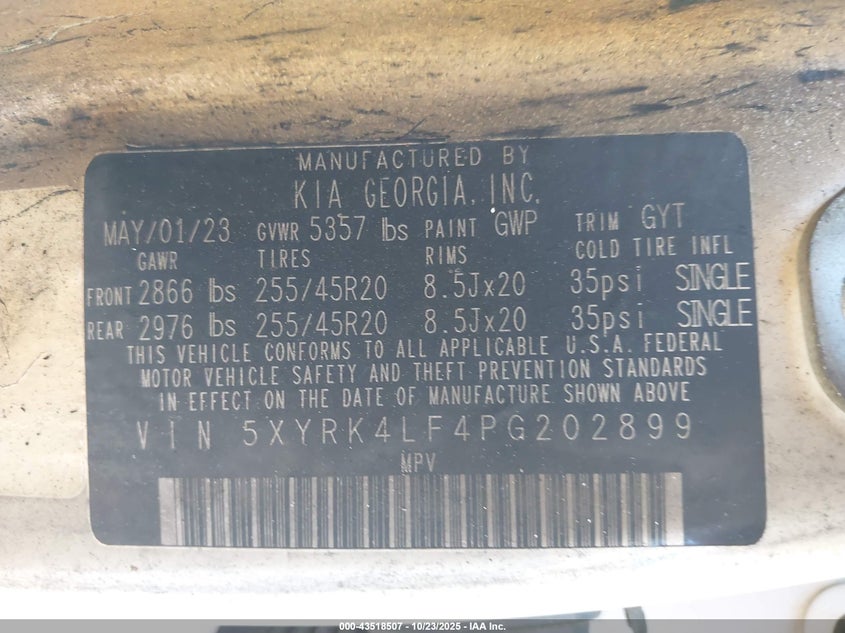 MANUFACTURED BY
KIA GEORGIA, INC.
MAY/01/23 GVWR 5357 lbs PAINT GWP TRIM GYT
GAWR TIRES RIMS COLD TIRE INFL
FRONT 2866 lbs 255/45R20 8.5Jx20 35psi SINGLE
REAR 2976 lbs 255/45R20 8.5Jx20 35psi SINGLE
THIS VEHICLE CONFORMS TO ALL APPLICABLE U.S.A. FEDERAL
MOTOR VEHICLE SAFETY AND THEFT PREVENTION STANDARDS
IN EFFECT ON THE DATE OF MANUFACTURE SHOWN ABOVE
VIN 5XYRK4LF4PG202899
MPV
000-43518507 - 10/23/2025 - IAA Inc.